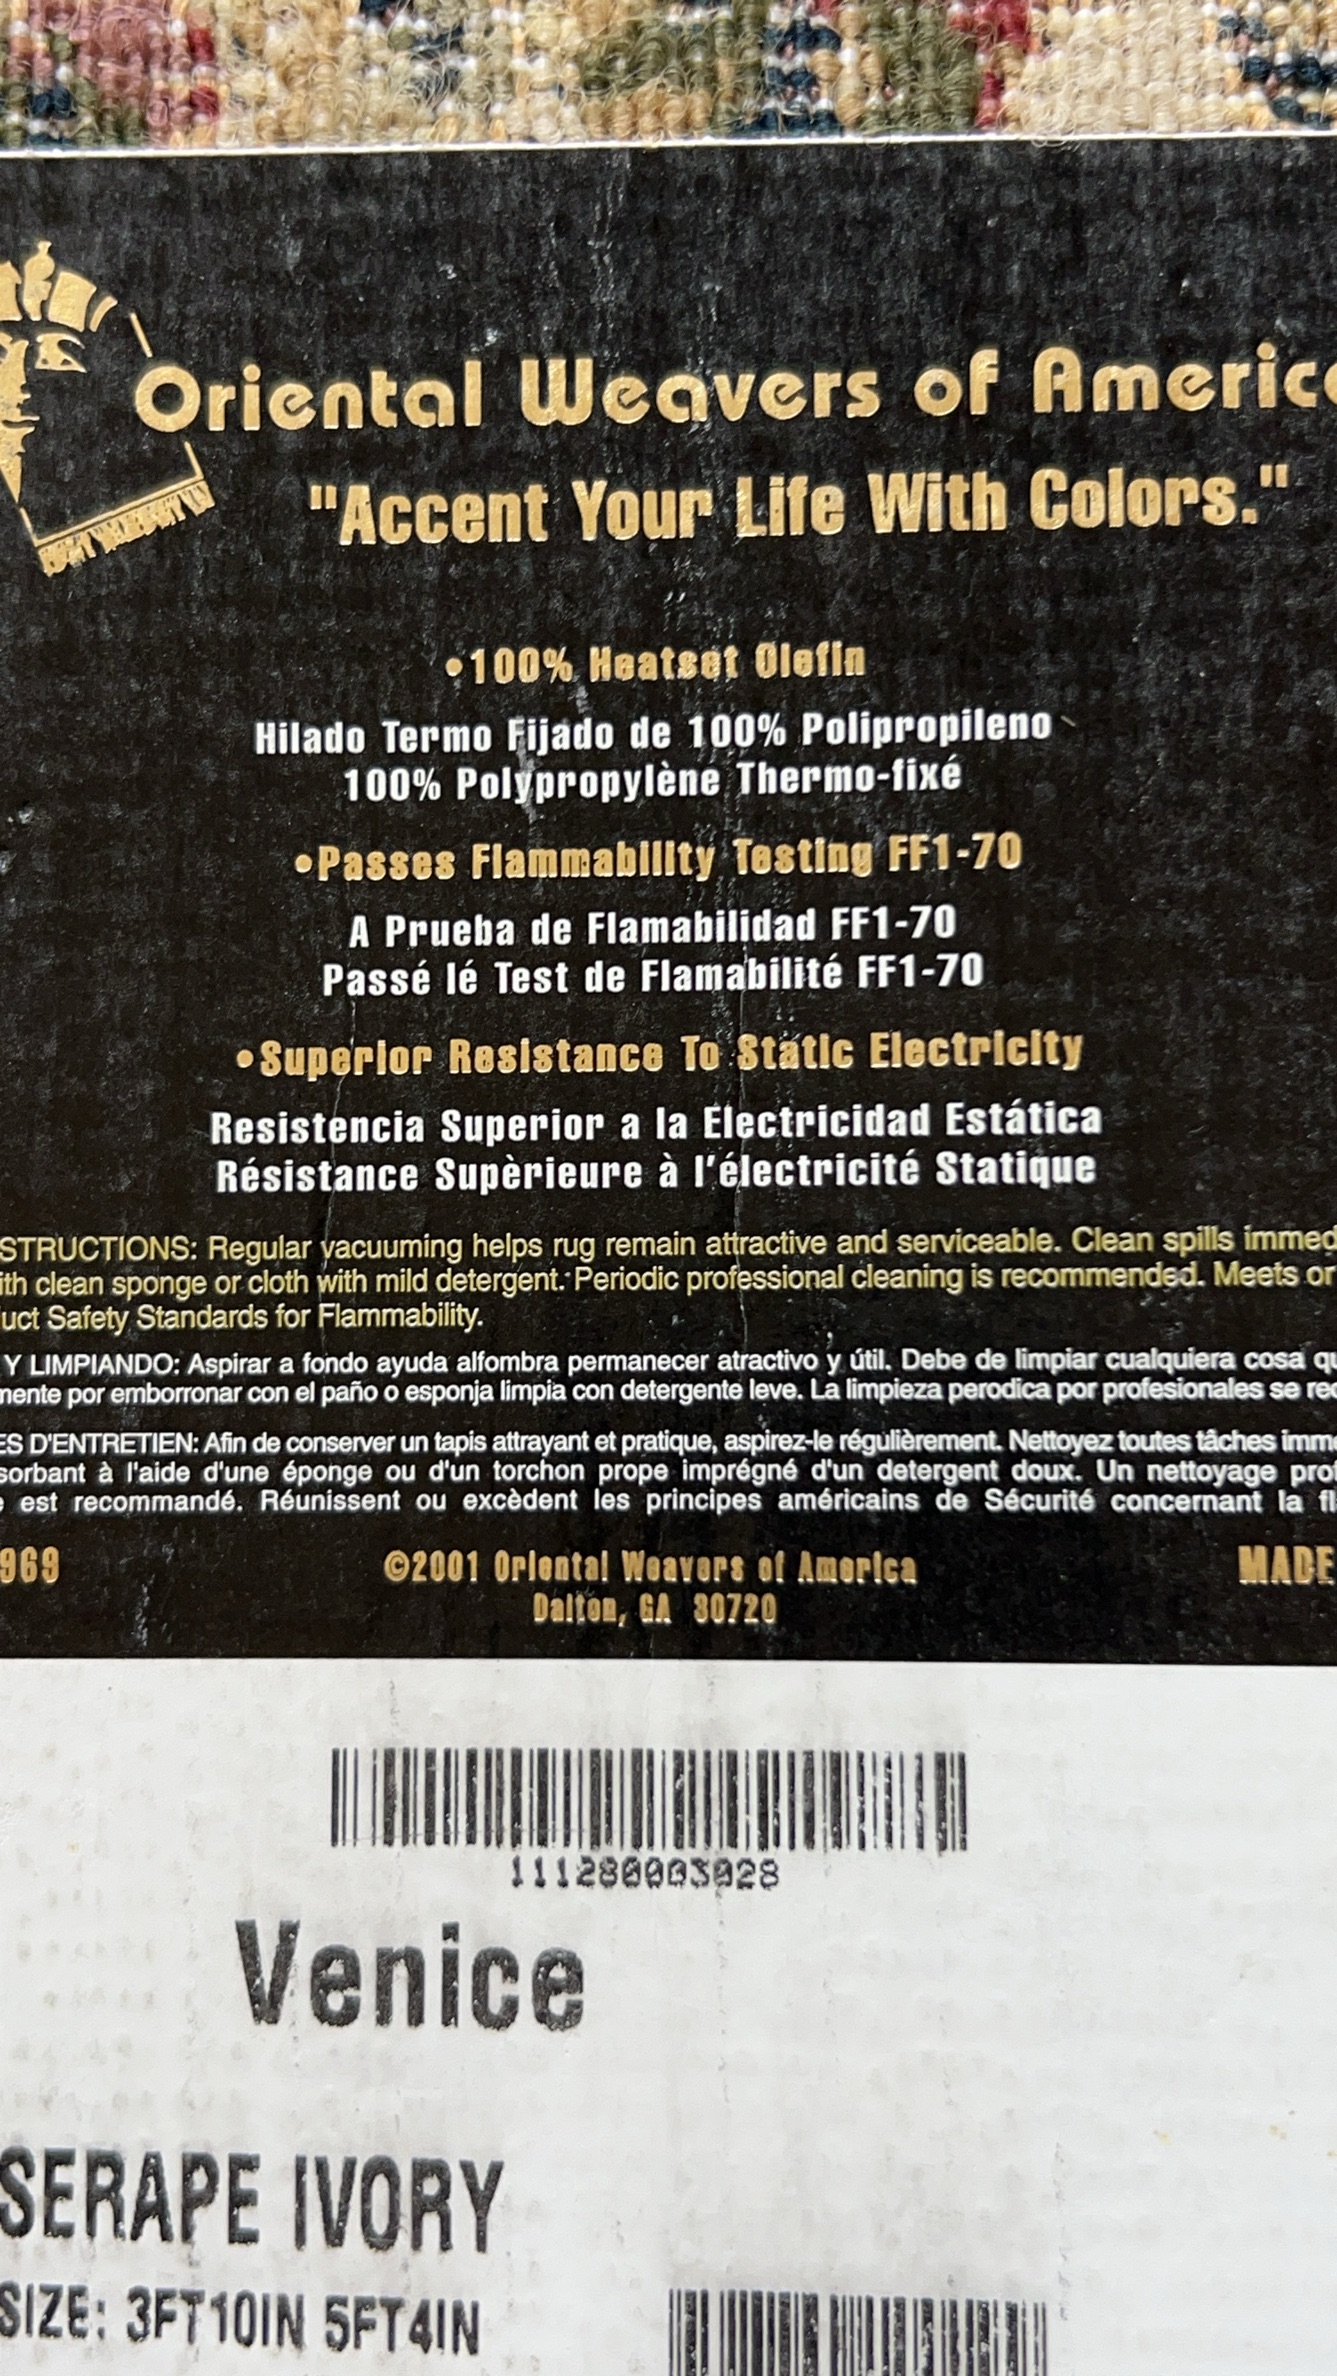 Oriental Weavers of America
"Accent Your Life With Colors."
•100% Heatset Olefin
Hilado Termo Fijado de 100% Polipropileno
100% Polypropylène Thermo-fixé
•Passes Flammability Testing FF1-70
A Prueba de Flamabilidad FF1-70
Passé lé Test de Flamabilité FF1-70
•Superior Resistance To Static Electricity
Resistencia Superior a la Electricidad Estática
Résistance Supèrieure à l'électricité Statique
STRUCTIONS: Regular vacuuming helps rug remain attractive and serviceable. Clean spills immed
ith clean sponge or cloth with mild detergent. Periodic professional cleaning is recommended. Meets or
uct Safety Standards for Flammability.
Y LIMPIANDO: Aspirar a fondo ayuda alfombra permanecer atractivo y útil. Debe de limpiar cualquiera cosa qu
mente por emborronar con el paño o esponja limpia con detergente leve. La limpieza perodica por profesionales se rec
ES D'ENTRETIEN: Afin de conserver un tapis attrayant et pratique, aspirez-le régulièrement. Nettoyez toutes tâches imme
sorbant à l'aide d'une éponge ou d'un torchon prope imprégné d'un detergent doux. Un nettoyage prof
e est recommandé. Réunissent ou excèdent les principes américains de Sécurité concernant la fl
969
©2001 Oriental Weavers of America
MADE
Dalton, GA 30720
111280003028
Venice
SERAPE IVORY
SIZE: 3FT10IN 5FT4IN